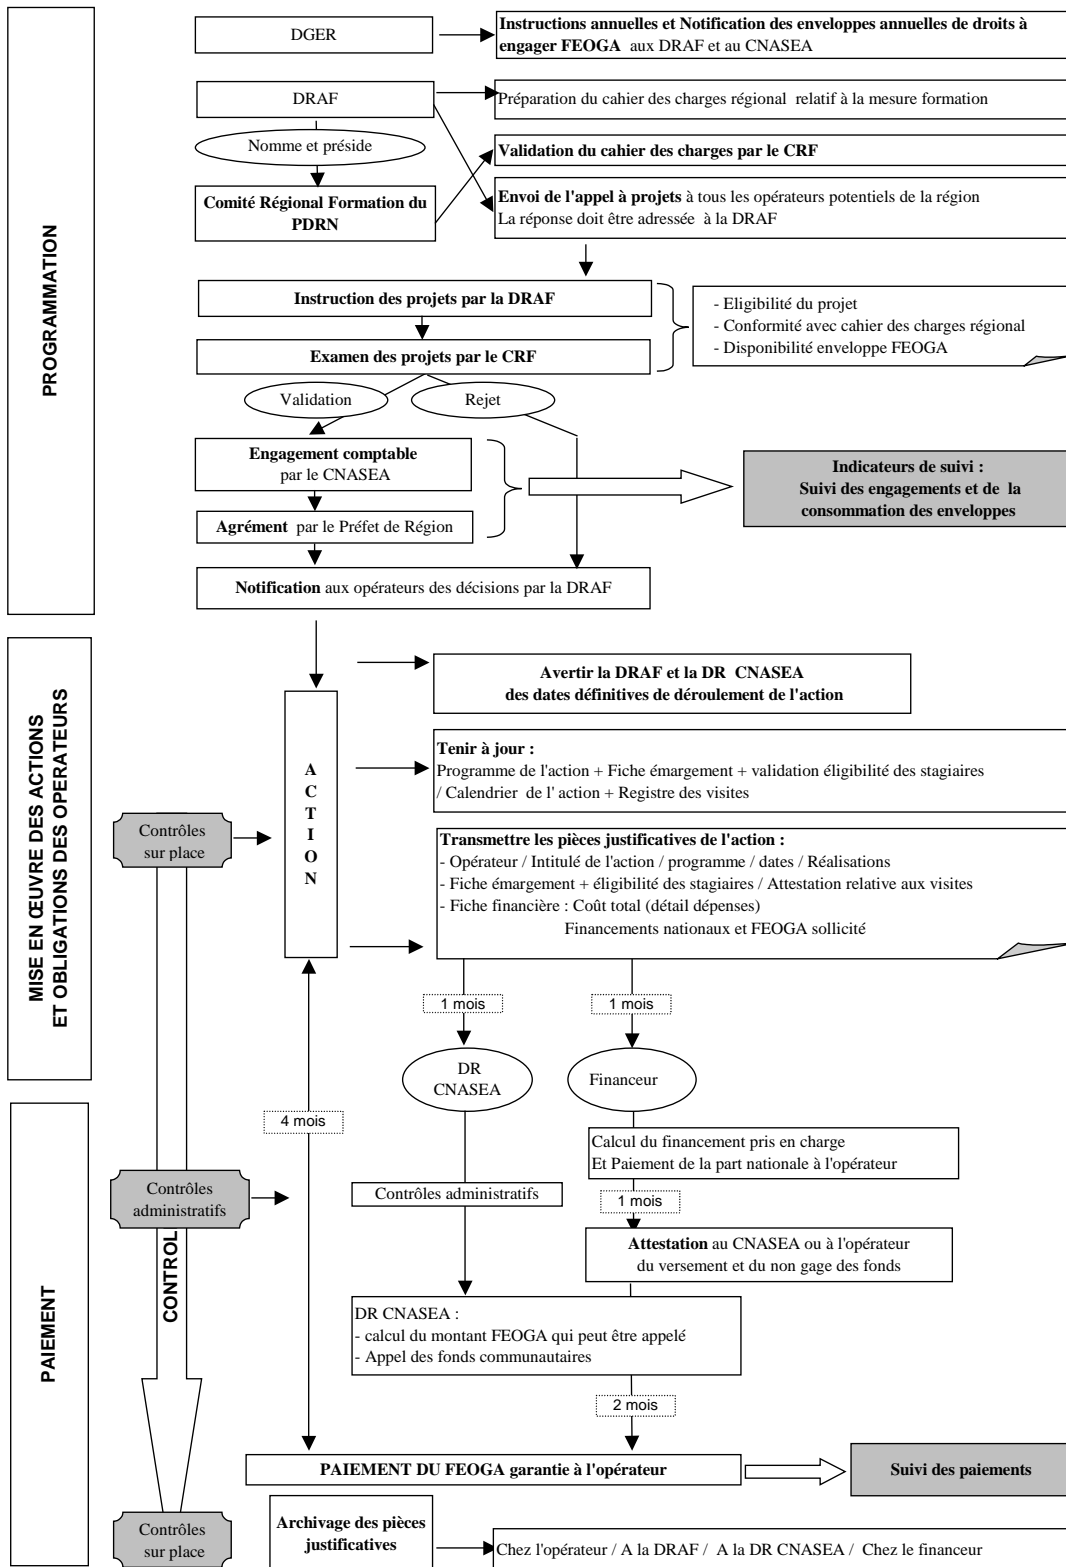 PROGRAMMATION
DGER
Instructions annuelles et Notification des enveloppes annuelles de droits à
engager FEOGA aux DRAF et au CNASEA
DRAF
Préparation du cahier des charges régional relatif à la mesure formation
Nomme et préside
Validation du cahier des charges par le CRF
Comité Régional Formation du
PDRN
Envoi de l'appel à projets à tous les opérateurs potentiels de la région
La réponse doit être adressée à la DRAF
Instruction des projets par la DRAF
- Eligibilité du projet
- Conformité avec cahier des charges régional
- Disponibilité enveloppe FEOGA
Examen des projets par le CRF
Validation
Rejet
Engagement comptable
par le CNASEA
Indicateurs de suivi :
Suivi des engagements et de la
consommation des enveloppes
Agrément par le Préfet de Région
Notification aux opérateurs des décisions par la DRAF
MISE EN ŒUVRE DES ACTIONS
ET OBLIGATIONS DES OPERATEURS
Avertir la DRAF et la DR CNASEA
des dates définitives de déroulement de l'action
ACTION
Tenir à jour :
Programme de l'action + Fiche émargement + validation éligibilité des stagiaires
/ Calendrier de l' action + Registre des visites
Contrôles
sur place
Transmettre les pièces justificatives de l'action :
- Opérateur / Intitulé de l'action / programme / dates / Réalisations
- Fiche émargement + éligibilité des stagiaires / Attestation relative aux visites
- Fiche financière : Coût total (détail dépenses)
Financements nationaux et FEOGA sollicité
1 mois
1 mois
DR
CNASEA
Financeur
PAIEMENT
4 mois
Calcul du financement pris en charge
Et Paiement de la part nationale à l'opérateur
Contrôles
administratifs
Contrôles administratifs
1 mois
CONTROL
Attestation au CNASEA ou à l'opérateur
du versement et du non gage des fonds
DR CNASEA :
- calcul du montant FEOGA qui peut être appelé
- Appel des fonds communautaires
2 mois
PAIEMENT DU FEOGA garantie à l'opérateur
Suivi des paiements
Contrôles
sur place
Archivage des pièces
justificatives
Chez l'opérateur / A la DRAF / A la DR CNASEA / Chez le financeur